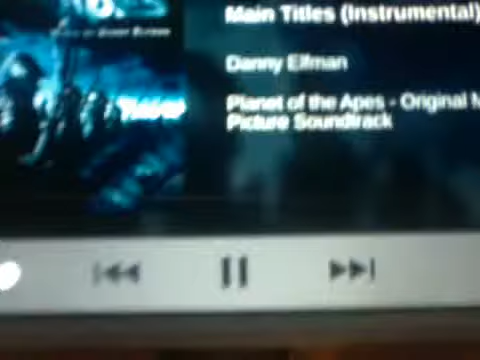 Main Titles (Instrumental)
Danny Elfman
Planet of the Apes - Original M
Picture Soundtrack